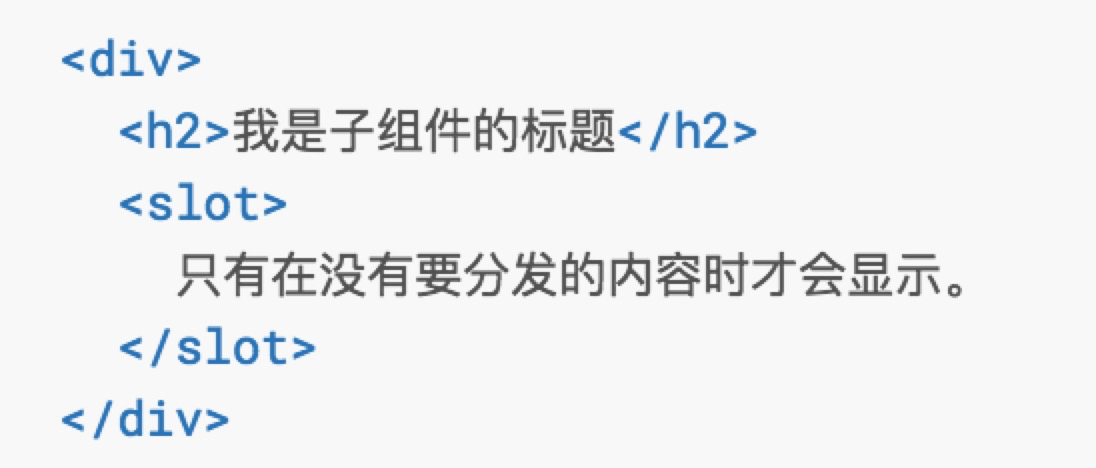 <div>
<h2>我是子组件的标题</h2>
<slot>
只有在没有要分发的内容时才会显示。
</slot>
</div>